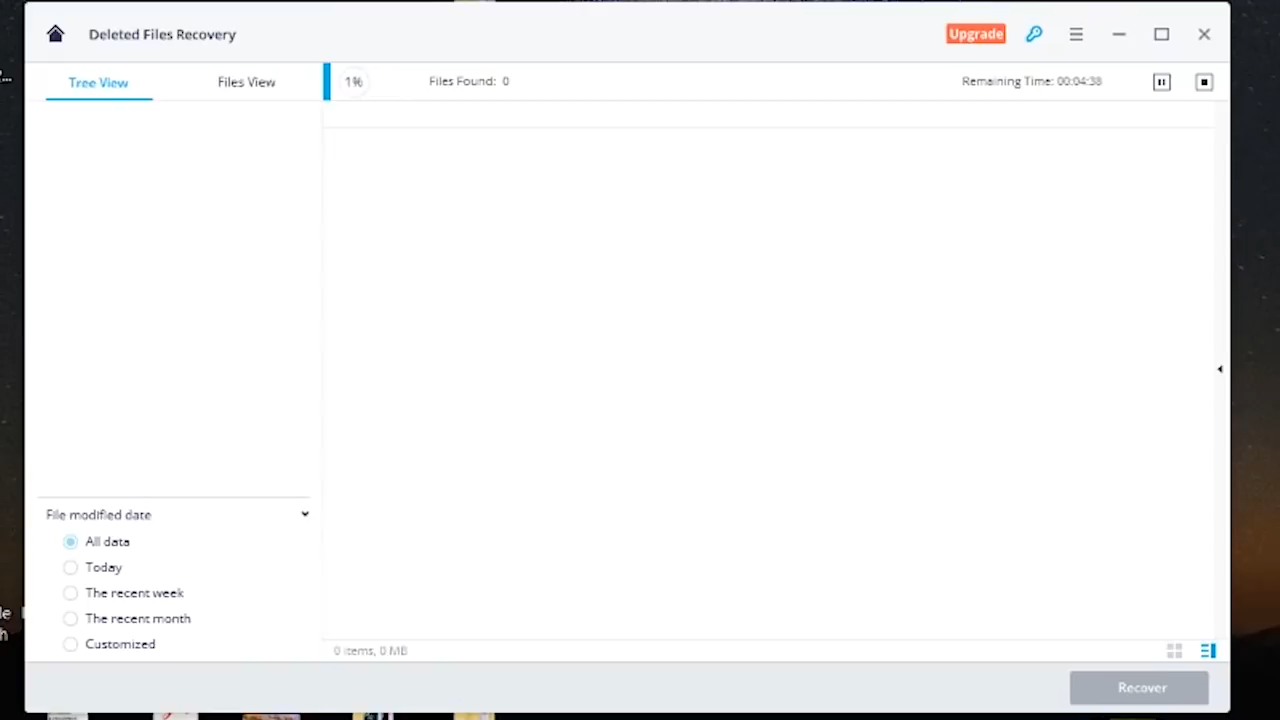 Deleted Files Recovery
Upgrade
Tree View
Files View
1%
Files Found: 0
Remaining Time: 00:04:38
File modified date
All data
Today
The recent week
The recent month
Customized
0 items, 0 MB
Recover